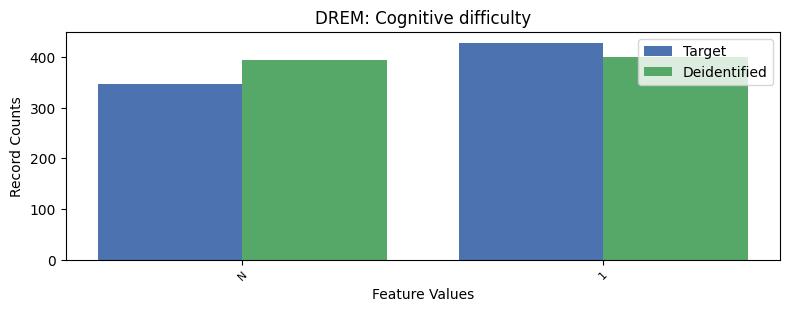 DREM: Cognitive difficulty
Target
Deidentified
Record Counts
400
300
200
100
0
N
1
Feature Values